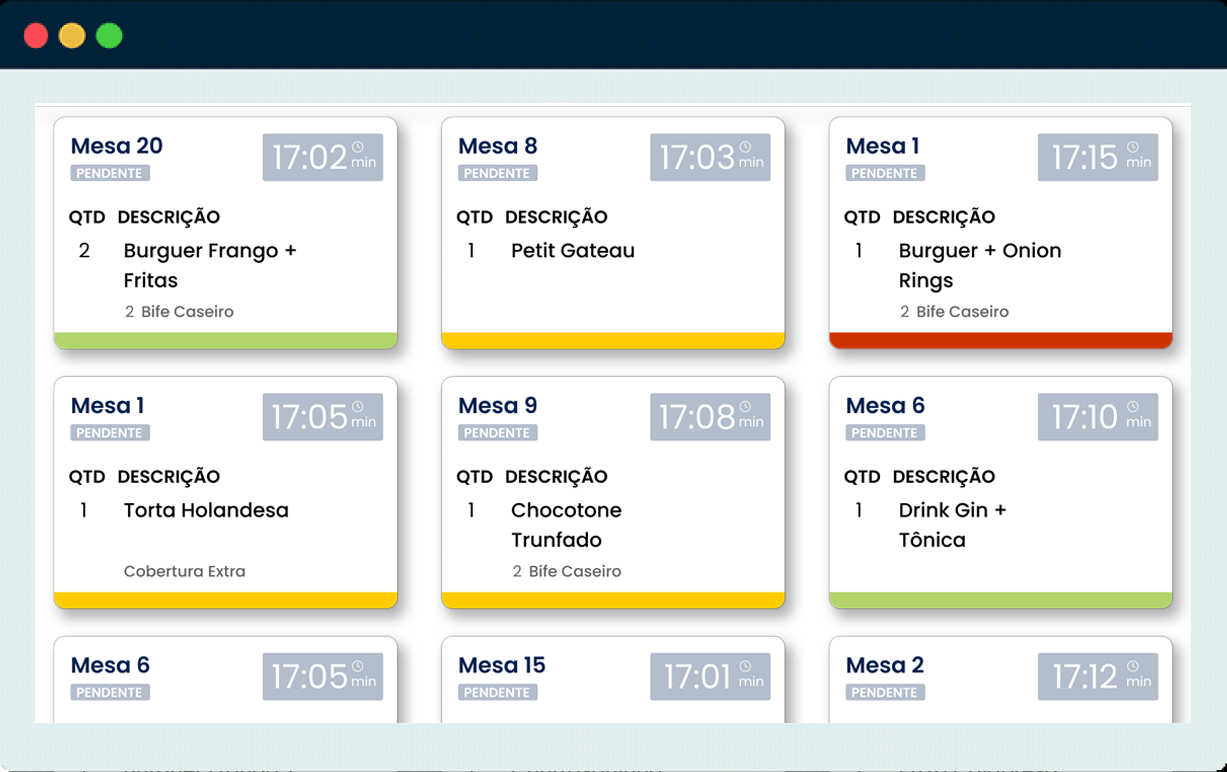 Mesa 20
PENDENTE
17:02 min
QTD DESCRIÇÃO
2 Burguer Frango +
Fritas
2 Bife Caseiro
Mesa 8
PENDENTE
17:03 min
QTD DESCRIÇÃO
1 Petit Gateau
Mesa 1
PENDENTE
17:15 min
QTD DESCRIÇÃO
1 Burguer + Onion
Rings
2 Bife Caseiro
Mesa 1
PENDENTE
17:05 min
QTD DESCRIÇÃO
1 Torta Holandesa
Cobertura Extra
Mesa 9
PENDENTE
17:08 min
QTD DESCRIÇÃO
1 Chocotone
Trunfado
2 Bife Caseiro
Mesa 6
PENDENTE
17:10 min
QTD DESCRIÇÃO
1 Drink Gin +
Tônica
Mesa 6
PENDENTE
17:05 min
Mesa 15
PENDENTE
17:01 min
Mesa 2
PENDENTE
17:12 min